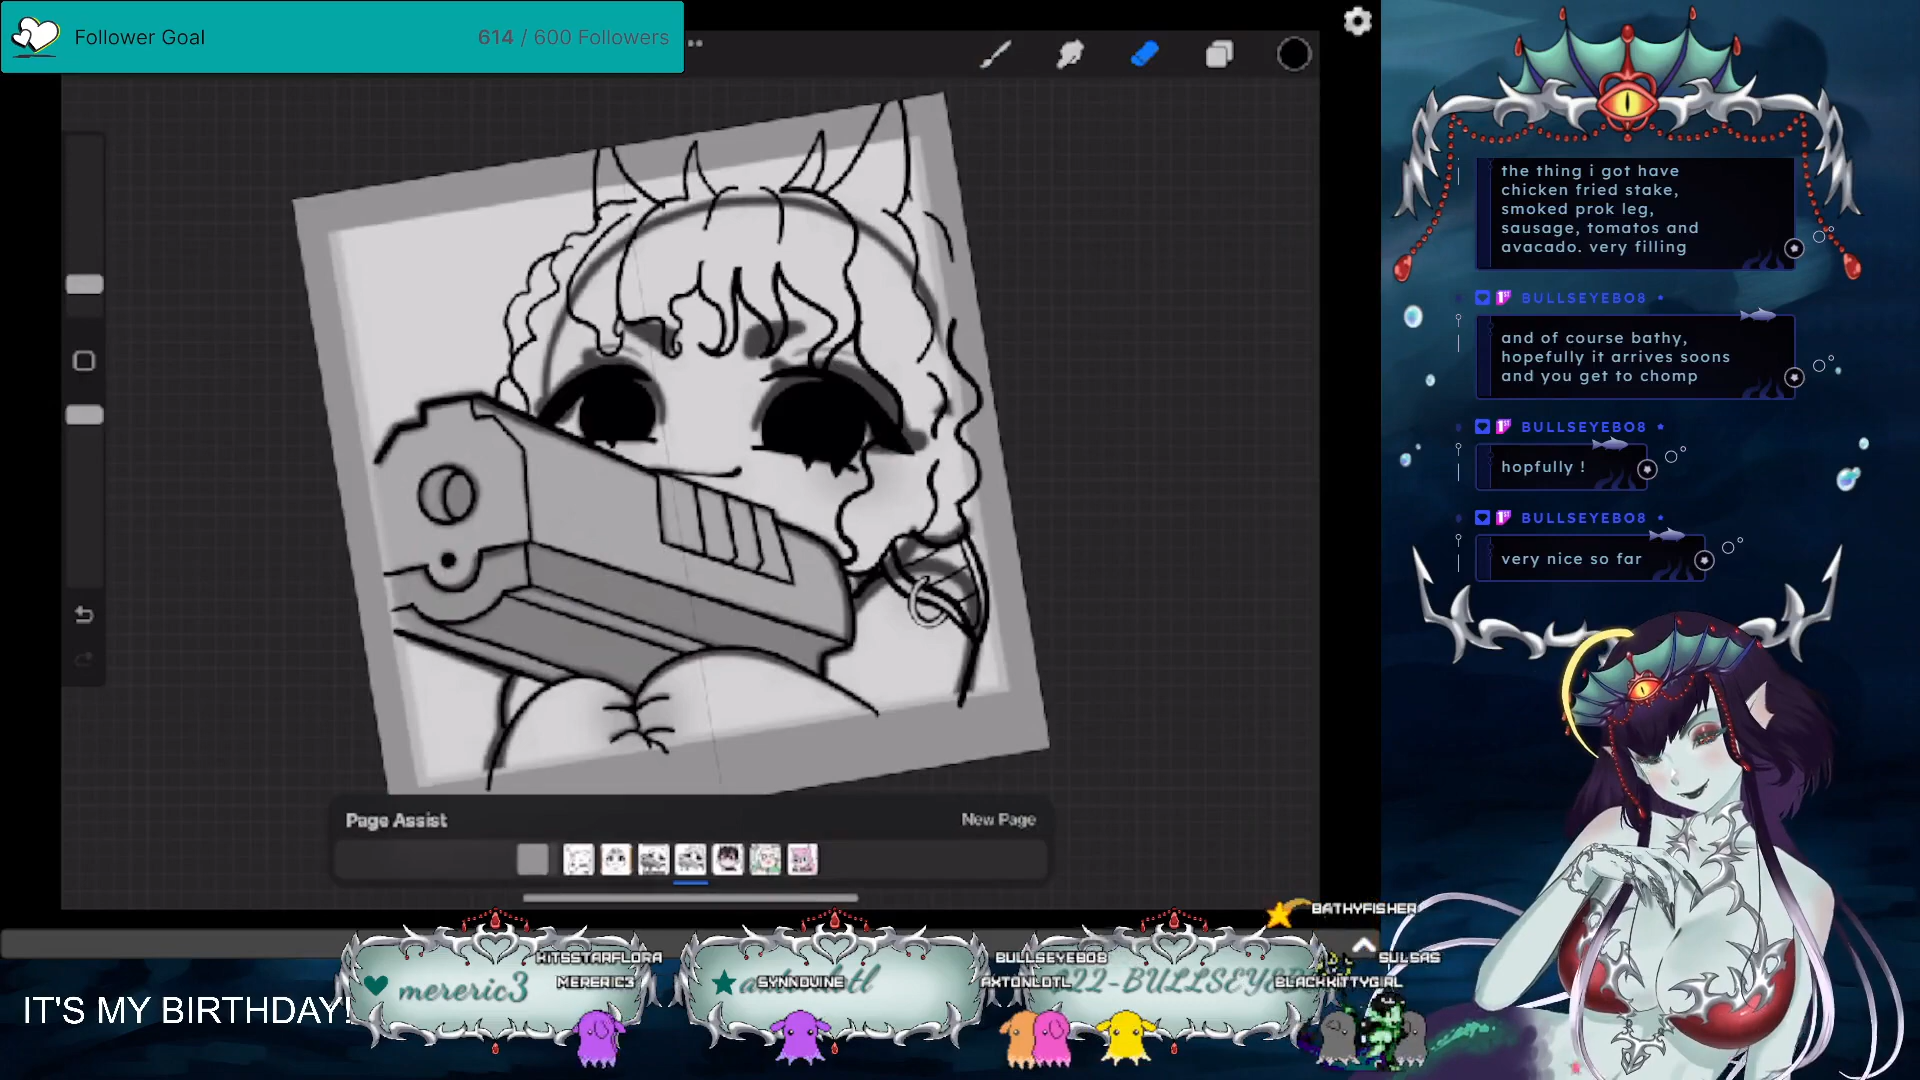 Follower Goal
614 / 600 Followers
the thing i got have
chicken fried stake,
smoked prok leg,
sausage, tomatos and
avacado. very filling
BULLSEYEBO8
and of course bathy,
hopefully it arrives soons
and you get to chomp
BULLSEYEBO8
hopfully !
BULLSEYEBO8
very nice so far
Page Assist
New Page
BATHYFISHER
KITSSTARFLORA
BULLSEYEBO8
SULSAS
MERERIC3
SYNNOVINE
AXTONLOTL
BLACKKITTYGIRL
mereric3
IT'S MY BIRTHDAY!